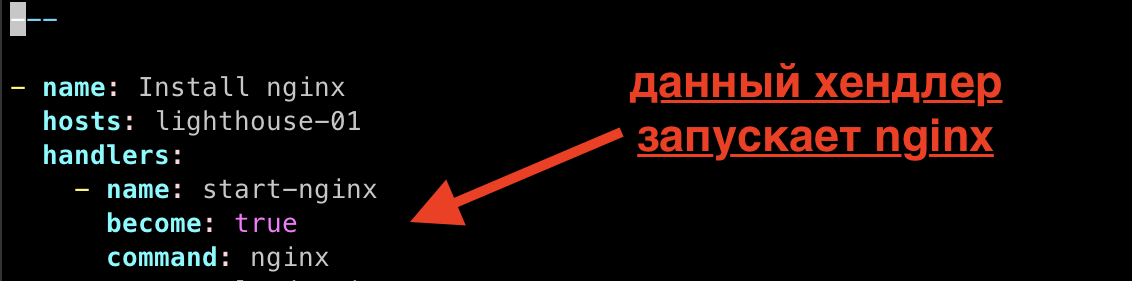 ---
- name: Install nginx
hosts: lighthouse-01
handlers:
- name: start-nginx
become: true
command: nginx
данный хендлер
запускает nginx